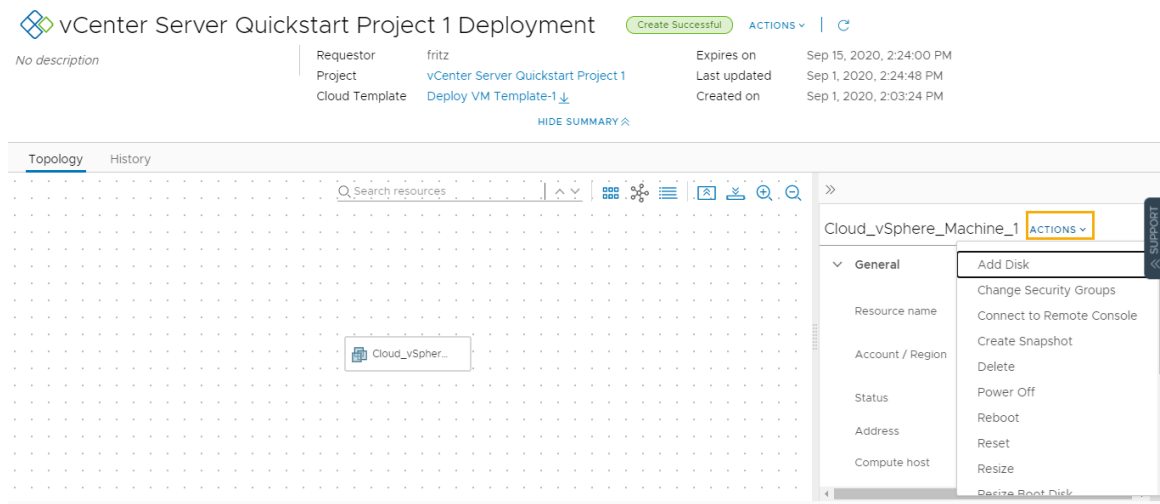 vCenter Server Quickstart Project 1 Deployment Create Successful ACTIONS
No description
Requestor fritz Expires on Sep 15, 2020, 2:24:00 PM
Project vCenter Server Quickstart Project 1 Last updated Sep 1, 2020, 2:24:48 PM
Cloud Template Deploy VM Template-1 Created on Sep 1, 2020, 2:03:24 PM
HIDE SUMMARY
Topology History
Search resources
Cloud_vSpher...
Cloud_vSphere_Machine_1 ACTIONS
General
Resource name
Account / Region
Status
Address
Compute host
Add Disk
Change Security Groups
Connect to Remote Console
Create Snapshot
Delete
Power Off
Reboot
Reset
Resize
Resize Boot Disk
SUPPORT